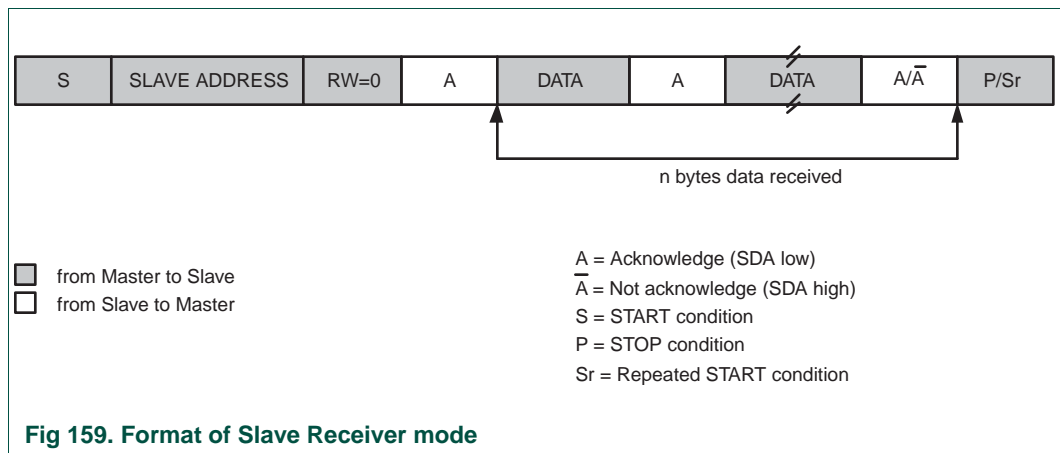 S SLAVE ADDRESS RW=0 A DATA A DATA A/A̅ P/Sr
n bytes data received
from Master to Slave
from Slave to Master
A = Acknowledge (SDA low)
A̅ = Not acknowledge (SDA high)
S = START condition
P = STOP condition
Sr = Repeated START condition
Fig 159. Format of Slave Receiver mode